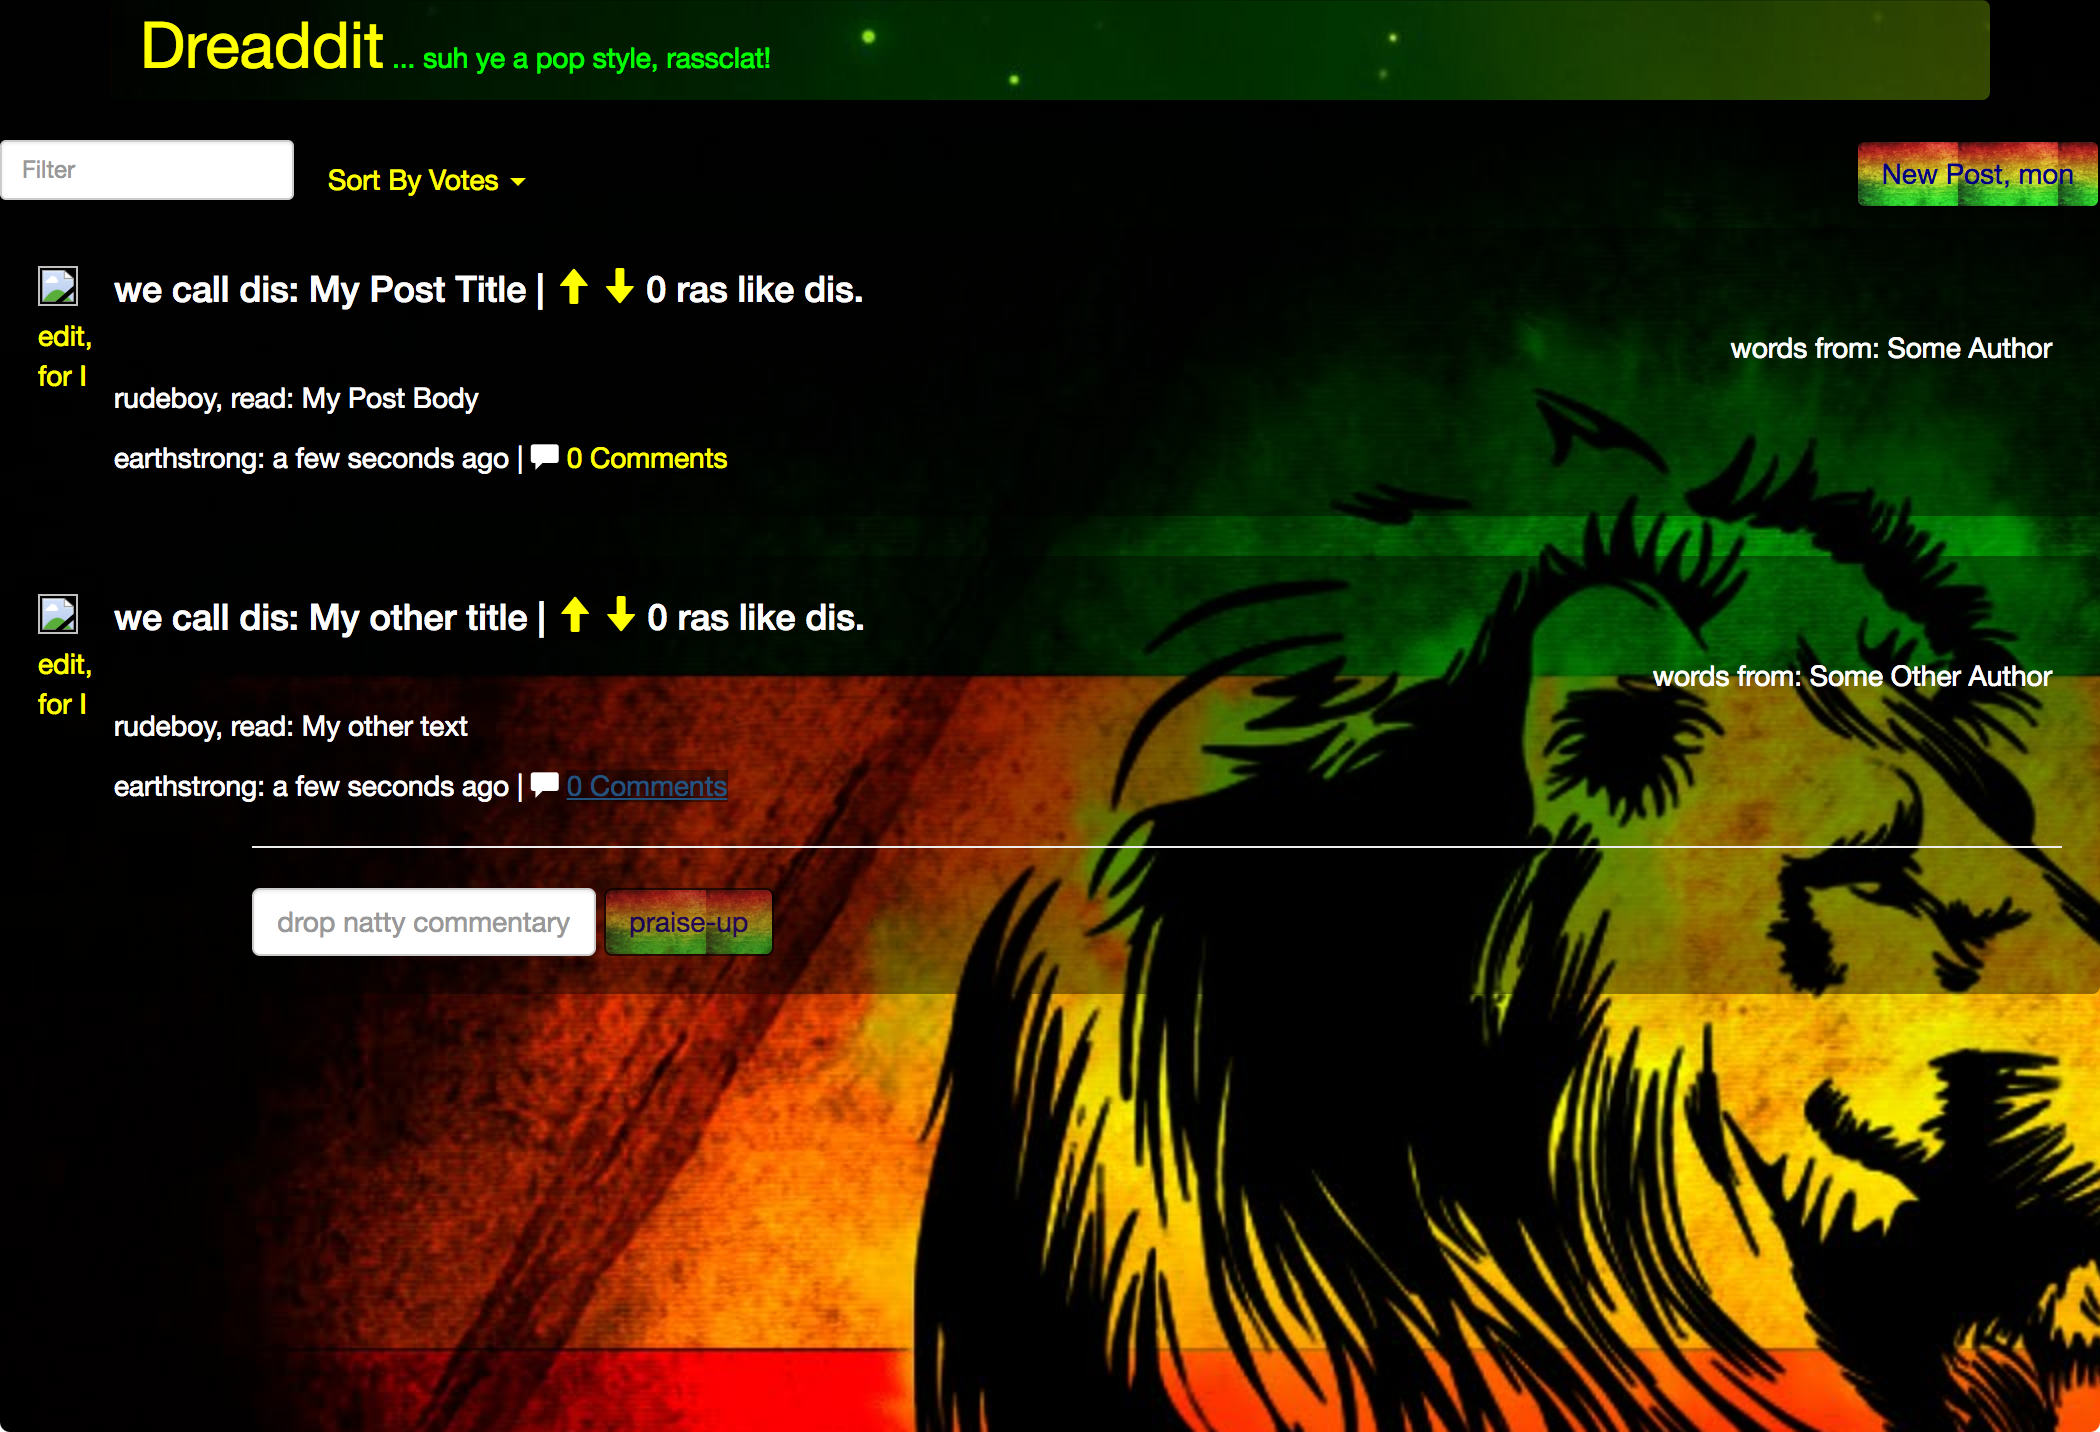 Dreaddit ... suh ye a pop style, rassclat!
Filter
Sort By Votes
New Post, mon
we call dis: My Post Title | 0 ras like dis.
edit,
for I
words from: Some Author
rudeboy, read: My Post Body
earthstrong: a few seconds ago | 0 Comments
we call dis: My other title | 0 ras like dis.
edit,
for I
words from: Some Other Author
rudeboy, read: My other text
earthstrong: a few seconds ago | 0 Comments
drop natty commentary
praise-up